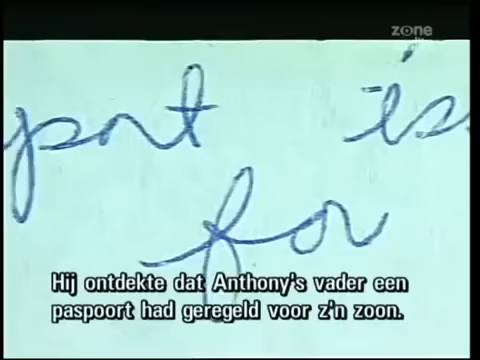 zone
port is
for
Hij ontdekte dat Anthony's vader een
paspoort had geregeld voor z'n zoon.